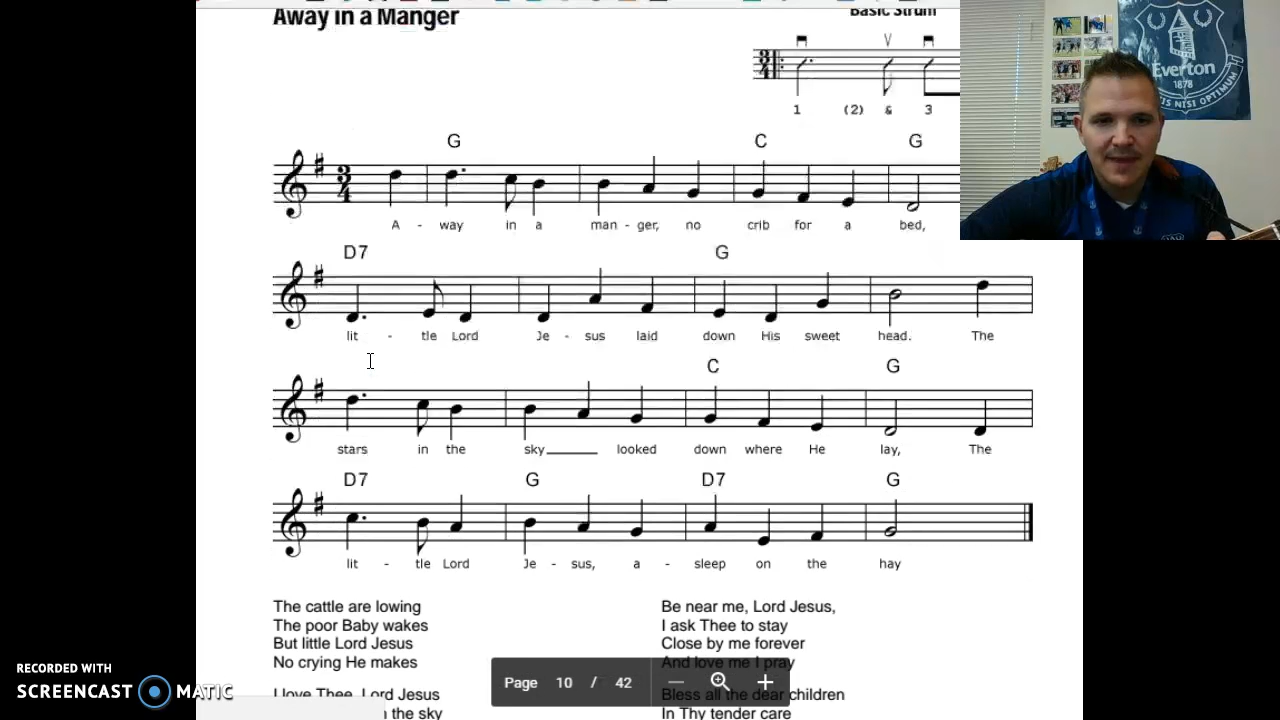 Away in a Manger
Basic Strum
1 (2) & 3
Everton
1878
NISI OPTIMUM
G C G
3 4
A - way in a man - ger, no crib for a bed,
D7 G
lit - tle Lord Je - sus laid down His sweet head. The
C G
stars in the sky looked down where He lay, The
D7 G D7 G
lit - tle Lord Je - sus, a - sleep on the hay
The cattle are lowing
The poor Baby wakes
But little Lord Jesus
No crying He makes
I love Thee, Lord Jesus
the sky
Be near me, Lord Jesus,
I ask Thee to stay
Close by me forever
And love me I pray
Bless all the dear children
In Thy tender care
Page 10 / 42
RECORDED WITH
SCREENCAST MATIC